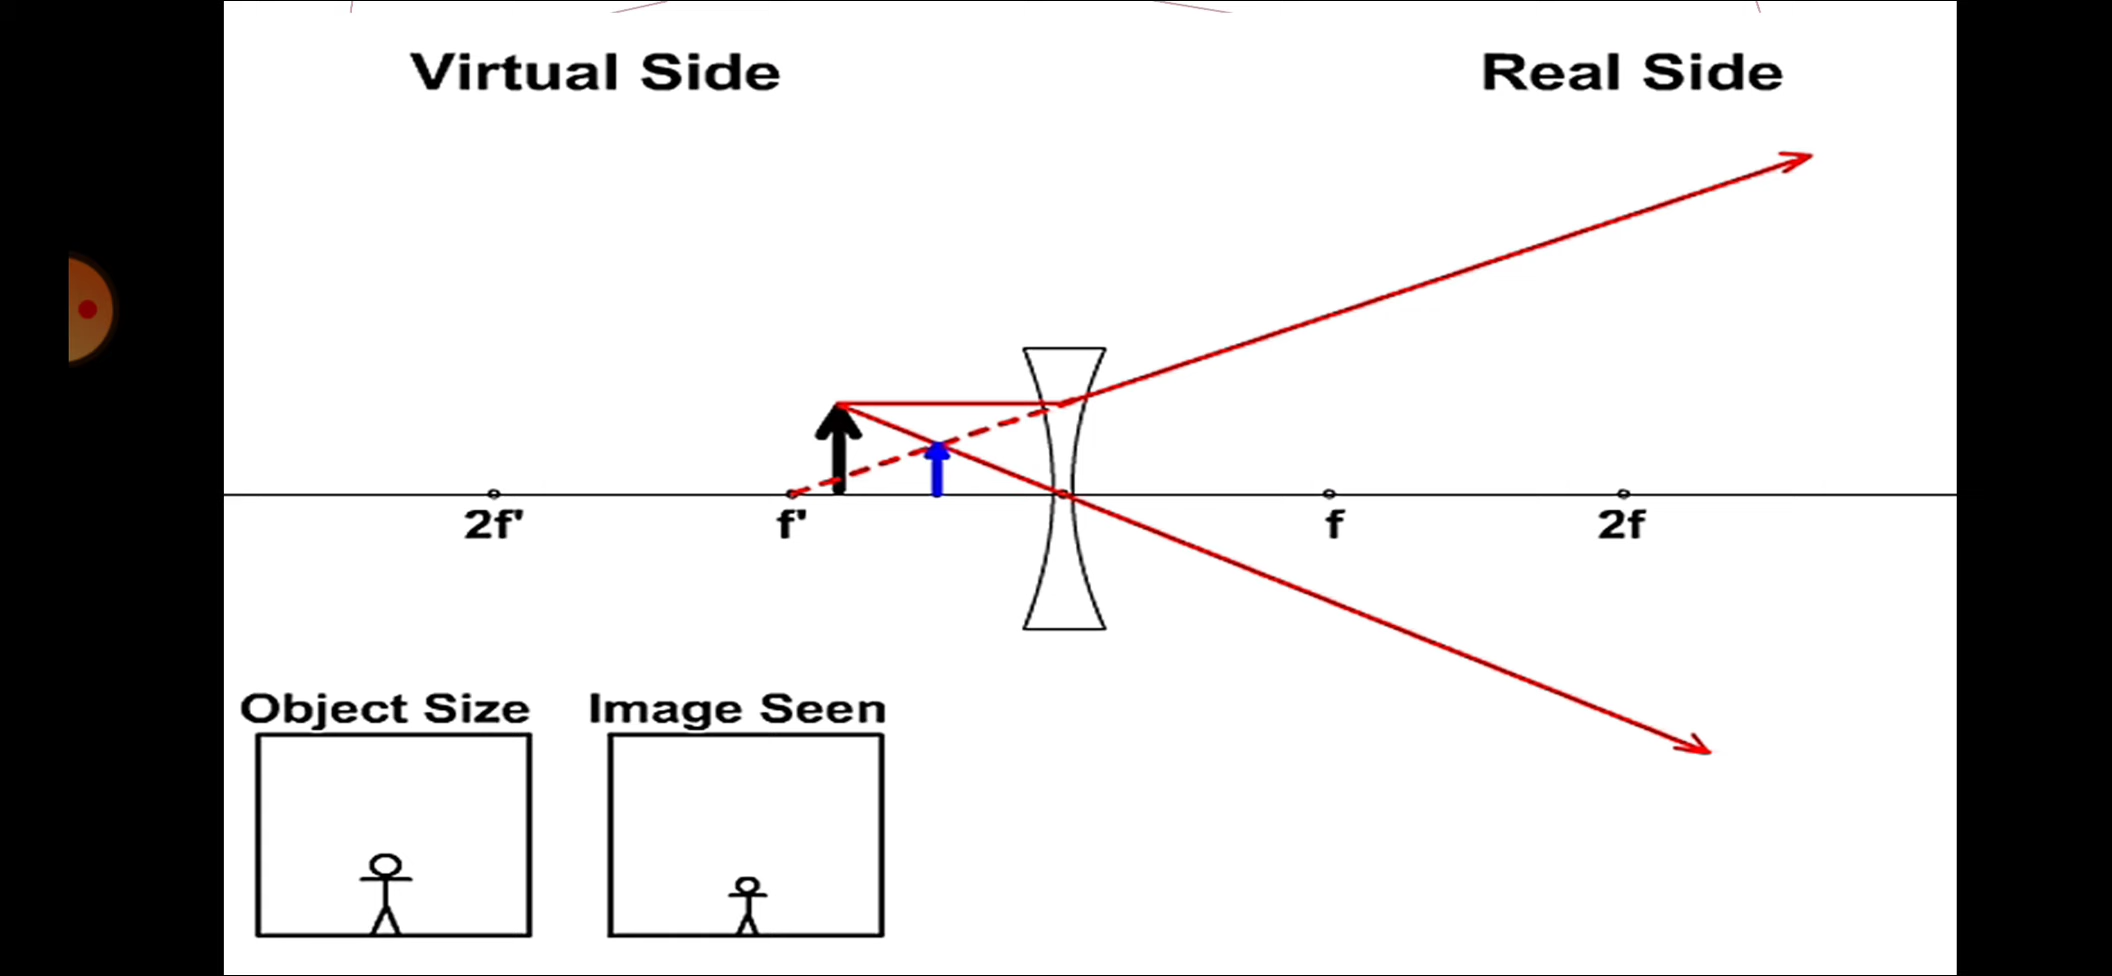 Virtual Side
Real Side
2f'
f'
f
2f
Object Size
Image Seen